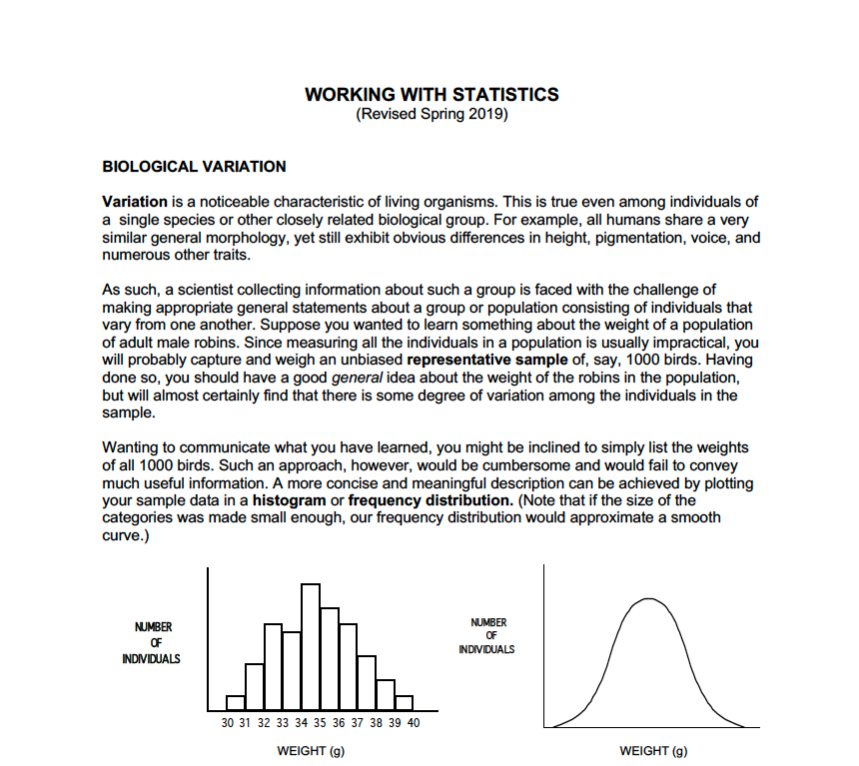 WORKING WITH STATISTICS
(Revised Spring 2019)
BIOLOGICAL VARIATION
Variation is a noticeable characteristic of living organisms. This is true even among individuals of
a single species or other closely related biological group. For example, all humans share a very
similar general morphology, yet still exhibit obvious differences in height, pigmentation, voice, and
numerous other traits.
As such, a scientist collecting information about such a group is faced with the challenge of
making appropriate general statements about a group or population consisting of individuals that
vary from one another. Suppose you wanted to learn something about the weight of a population
of adult male robins. Since measuring all the individuals in a population is usually impractical, you
will probably capture and weigh an unbiased representative sample of, say, 1000 birds. Having
done so, you should have a good general idea about the weight of the robins in the population,
but will almost certainly find that there is some degree of variation among the individuals in the
sample.
Wanting to communicate what you have learned, you might be inclined to simply list the weights
of all 1000 birds. Such an approach, however, would be cumbersome and would fail to convey
much useful information. A more concise and meaningful description can be achieved by plotting
your sample data in a histogram or frequency distribution. (Note that if the size of the
categories was made small enough, our frequency distribution would approximate a smooth
curve.)
NUMBER
OF
INDIVIDUALS
30 31 32 33 34 35 36 37 38 39 40
WEIGHT (g)
NUMBER
OF
INDIVIDUALS
WEIGHT (g)